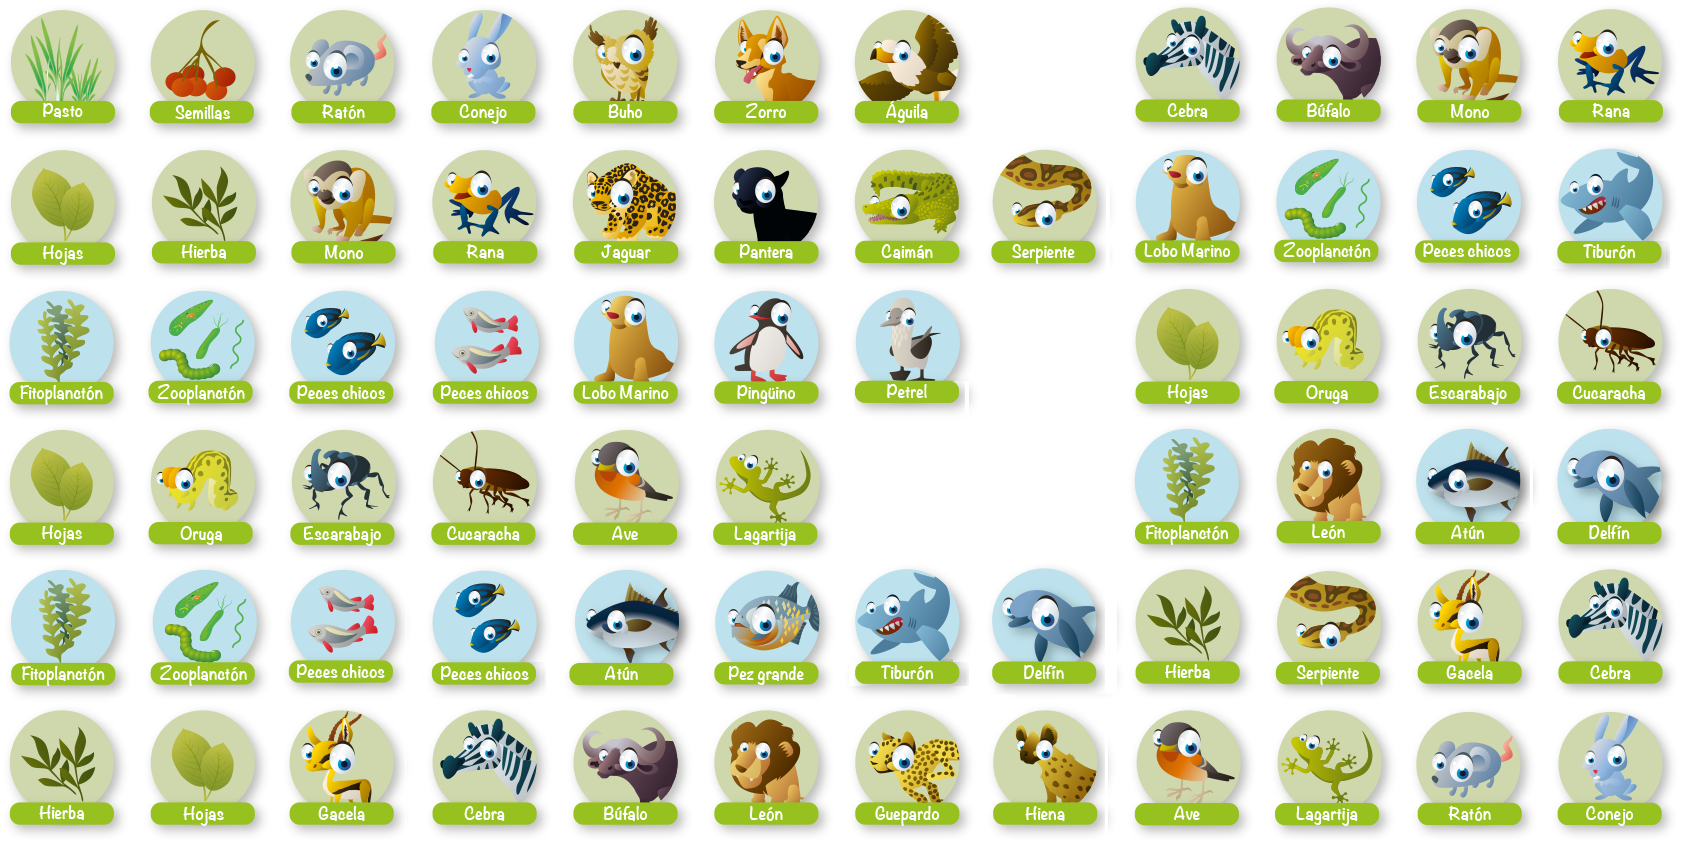 Pasto Semillas Ratón Conejo Buho Zorro Águila Cebra Búfalo Mono Rana
Hojas Hierba Mono Rana Jaguar Pantera Caimán Serpiente Lobo Marino Zooplanctón Peces chicos Tiburón
Fitoplanctón Zooplanctón Peces chicos Peces chicos Lobo Marino Pingüino Petrel Hojas Oruga Escarabajo Cucaracha
Hojas Oruga Escarabajo Cucaracha Ave Lagartija Fitoplanctón León Atún Delfín
Fitoplanctón Zooplanctón Peces chicos Peces chicos Atún Pez grande Tiburón Delfín Hierba Serpiente Gacela Cebra
Hierba Hojas Gacela Cebra Búfalo León Guepardo Hiena Ave Lagartija Ratón Conejo